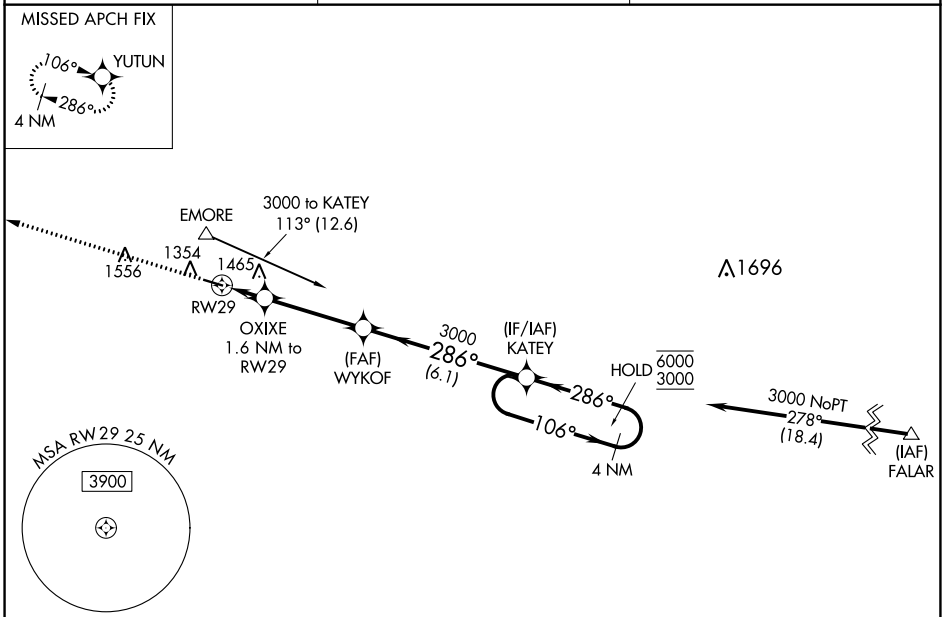 MISSED APCH FIX
106°
YUTUN
286°
4 NM
EMORE
3000 to KATEY
113° (12.6)
1556
1354
1465
1696
RW29
OXIXE
1.6 NM to
RW29
(FAF)
WYKOF
3000
286°
(6.1)
(IF/IAF)
KATEY
HOLD
6000
3000
286°
106°
4 NM
3000 NoPT
278°
(18.4)
(IAF)
FALAR
MSA RW29 25 NM
3900